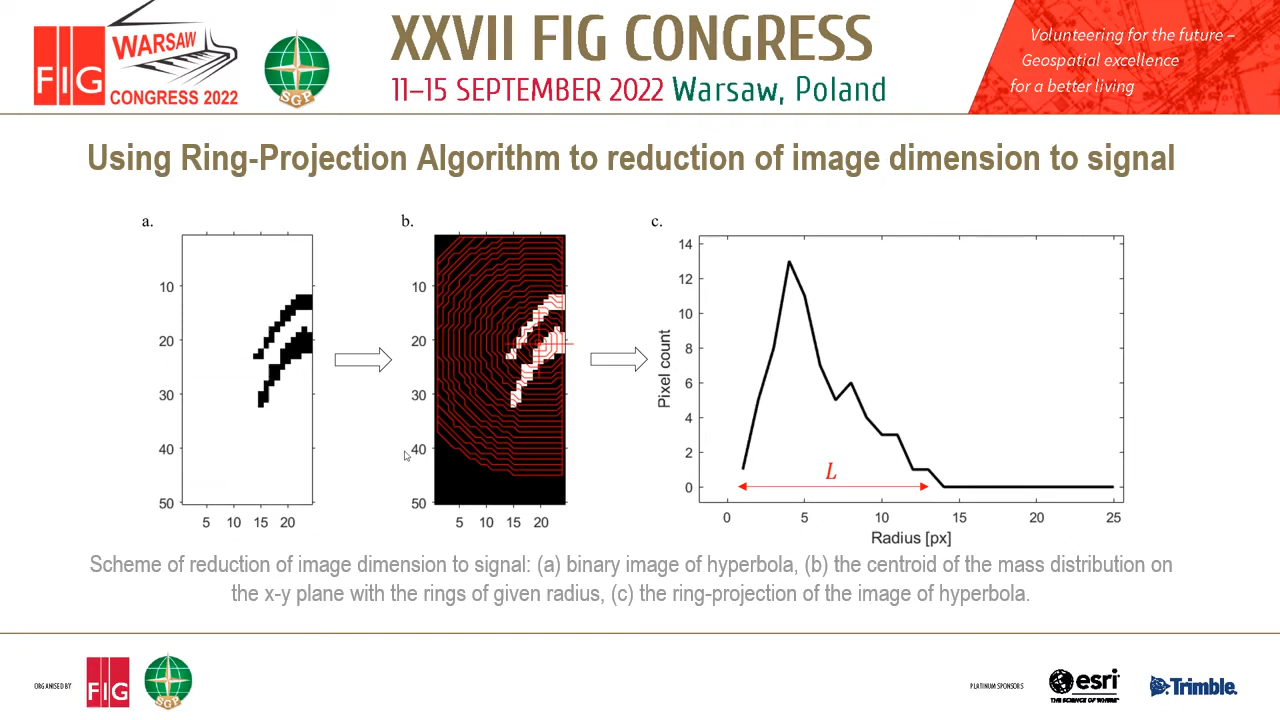 FIG
WARSAW
CONGRESS 2022
SGP
XXVII FIG CONGRESS
11–15 SEPTEMBER 2022 Warsaw, Poland
Volunteering for the future –
Geospatial excellence
for a better living
Using Ring-Projection Algorithm to reduction of image dimension to signal
a.
10
20
30
40
50
5 10 15 20
b.
10
20
30
40
50
5 10 15 20
c.
14
12
10
8
6
4
2
0
Pixel count
L
0 5 10 15 20 25
Radius [px]
Scheme of reduction of image dimension to signal: (a) binary image of hyperbola, (b) the centroid of the mass distribution on
the x-y plane with the rings of given radius, (c) the ring-projection of the image of hyperbola.
ORGANISED BY
FIG
SGP
PLATINUM SPONSORS
esri
THE SCIENCE OF WHERE
Trimble.